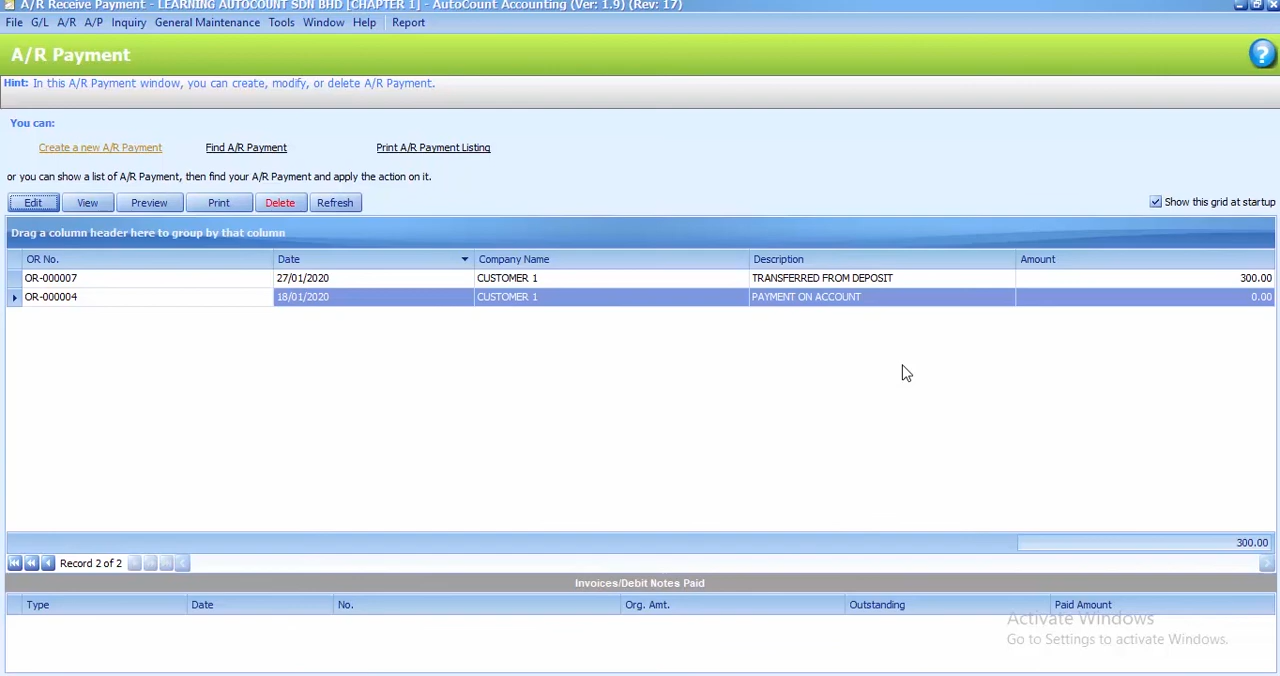 A/R Receive Payment - LEARNING AUTOCOUNT SDN BHD [CHAPTER 1] - AutoCount Accounting (Ver: 1.9) (Rev: 17)
File G/L A/R A/P Inquiry General Maintenance Tools Window Help Report
A/R Payment
?
Hint: In this A/R Payment window, you can create, modify, or delete A/R Payment.
You can:
Create a new A/R Payment Find A/R Payment Print A/R Payment Listing
or you can show a list of A/R Payment, then find your A/R Payment and apply the action on it.
Edit View Preview Print Delete Refresh Show this grid at startup
Drag a column header here to group by that column
OR No. Date Company Name Description Amount
OR-000007 27/01/2020 CUSTOMER 1 TRANSFERRED FROM DEPOSIT 300.00
OR-000004 18/01/2020 CUSTOMER 1 PAYMENT ON ACCOUNT 0.00
300.00
Record 2 of 2
Invoices/Debit Notes Paid
Type Date No. Org. Amt. Outstanding Paid Amount
Activate Windows
Go to Settings to activate Windows.